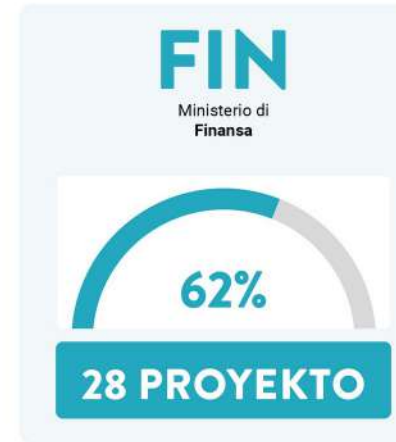 FIN
Ministerio di
Finansa
62%
28 PROYEKTO